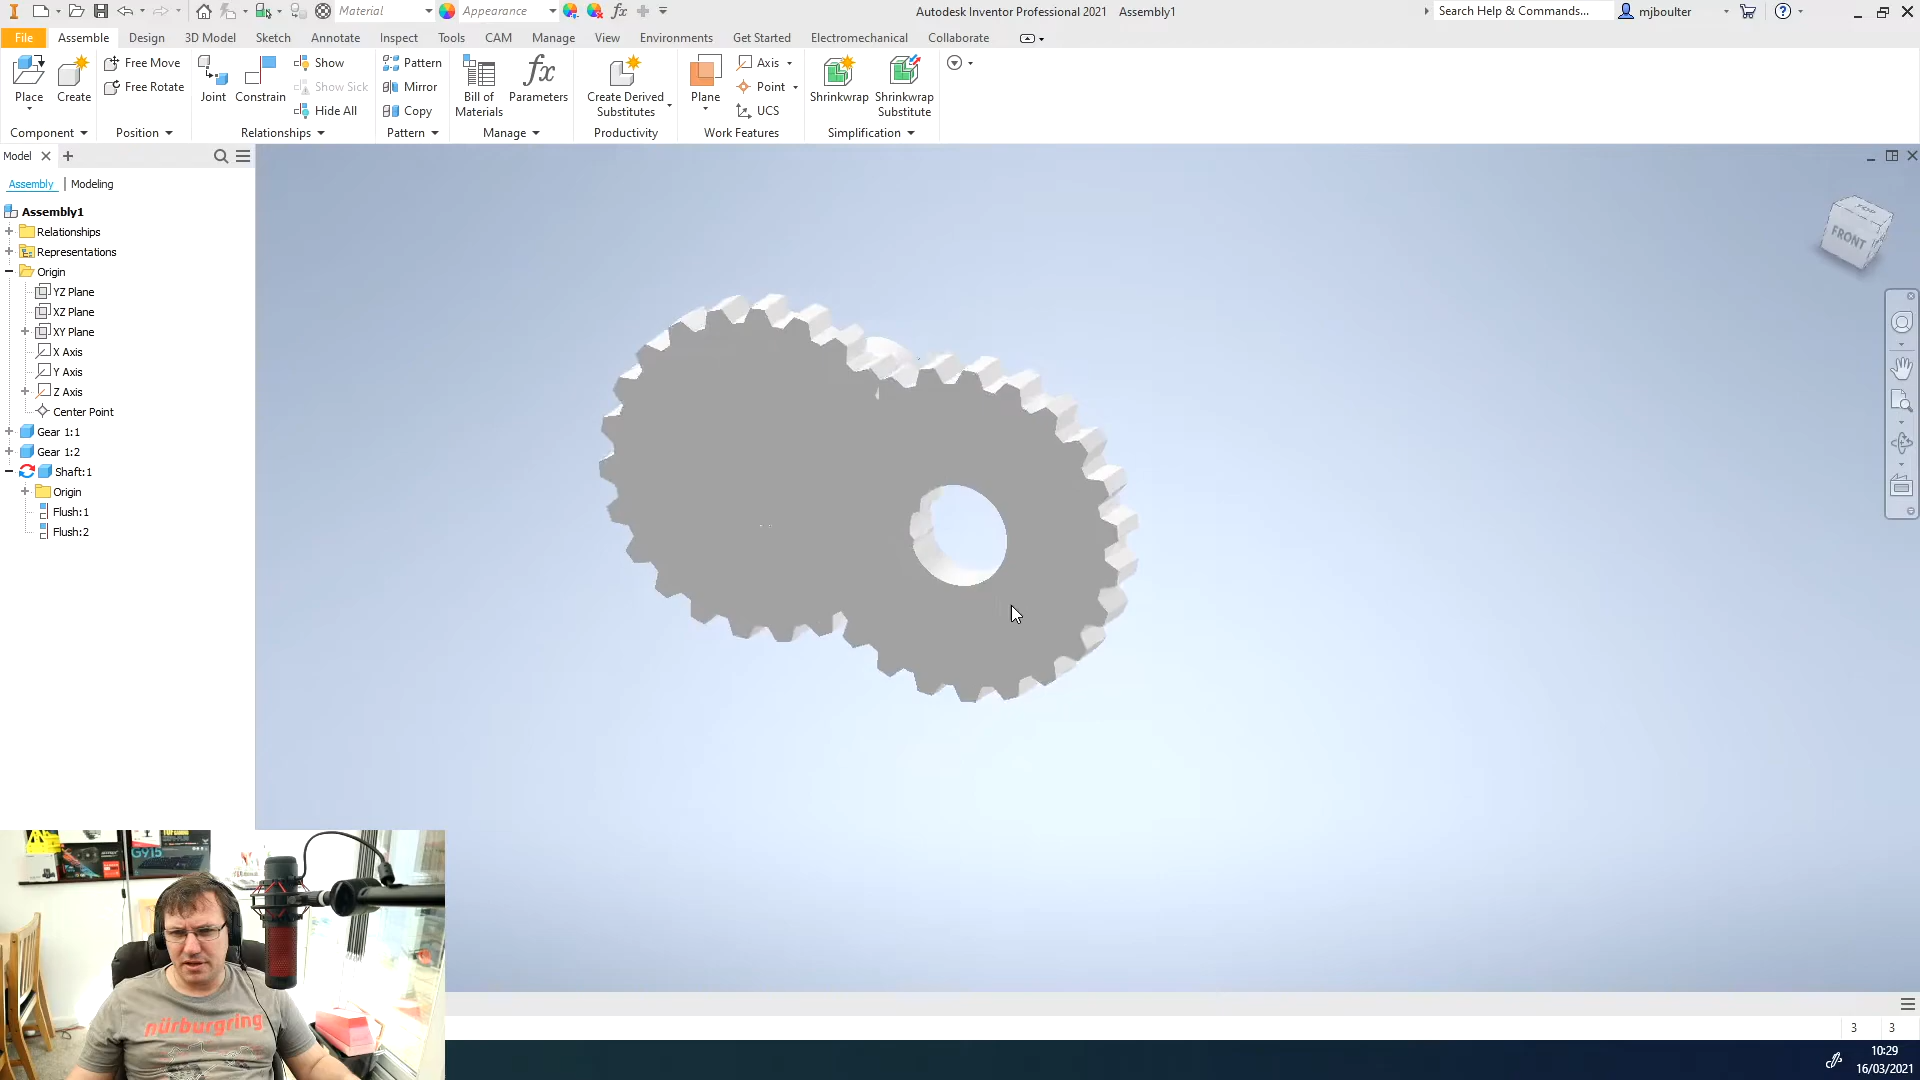 Material
Appearance
Autodesk Inventor Professional 2021 Assembly1
Search Help & Commands...
mjboulter
File
Assemble
Design
3D Model
Sketch
Annotate
Inspect
Tools
CAM
Manage
View
Environments
Get Started
Electromechanical
Collaborate
Place
Create
Component
Free Move
Free Rotate
Position
Joint
Constrain
Show
Show Sick
Hide All
Relationships
Pattern
Mirror
Copy
Pattern
Bill of
Materials
fx
Parameters
Manage
Create Derived
Substitutes
Productivity
Plane
Axis
Point
UCS
Work Features
Shrinkwrap
Shrinkwrap
Substitute
Simplification
Model
Assembly | Modeling
Assembly1
Relationships
Representations
Origin
YZ Plane
XZ Plane
XY Plane
X Axis
Y Axis
Z Axis
Center Point
Gear 1:1
Gear 1:2
Shaft:1
Origin
Flush:1
Flush:2
TOP
FRONT
G915
nürburgring
3 3
10:29
16/03/2021